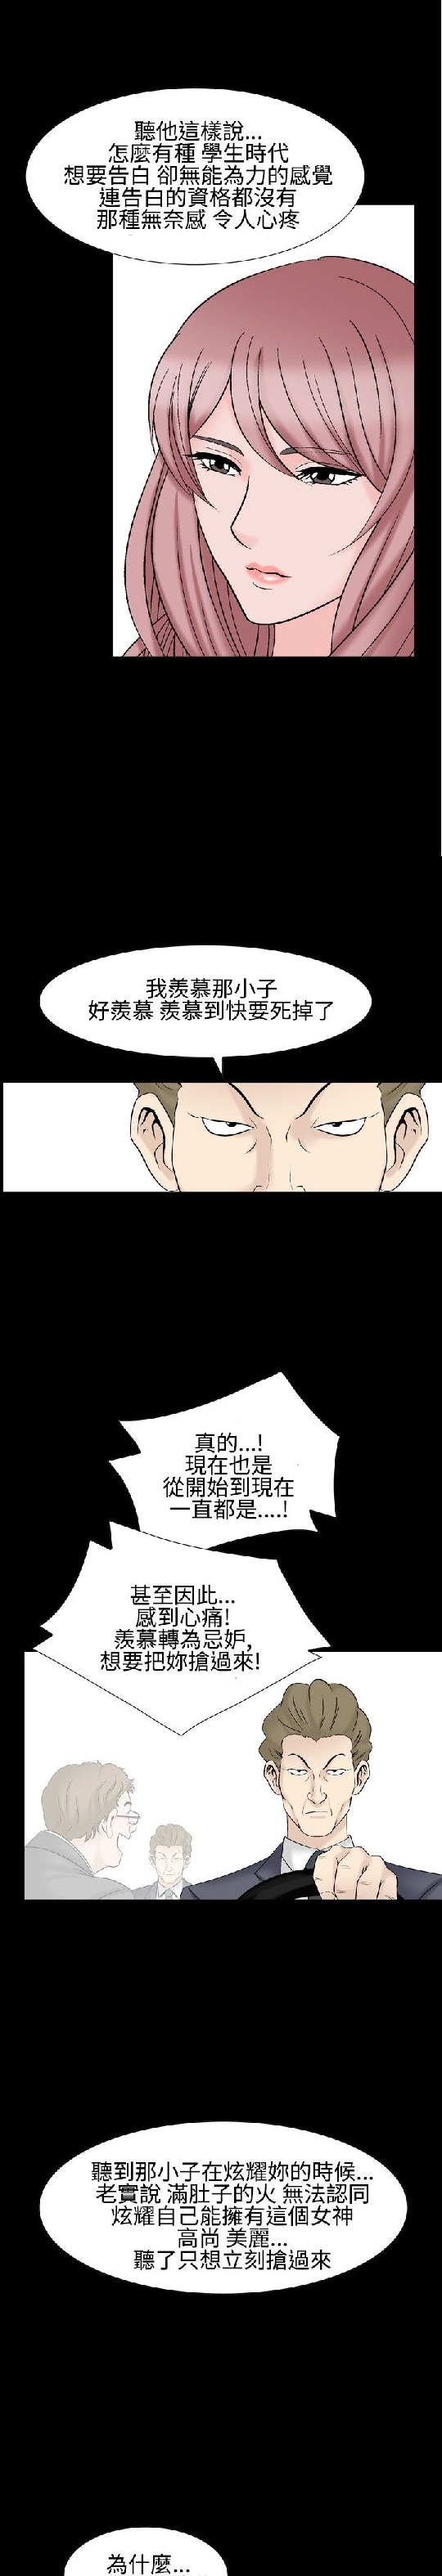 聽他這樣說...
怎麼有種 學生時代
想要告白 卻無能為力的感覺
連告白的資格都沒有
那種無奈感 令人心疼
我羨慕那小子
好羨慕 羨慕到快要死掉了
真的...!
現在也是
從開始到現在
一直都是....!
甚至因此...
感到心痛!
羨慕轉為忌妒,
想要把妳搶過來!
聽到那小子在炫耀妳的時候...
老實說 滿肚子的火 無法認同
炫耀自己能擁有這個女神
高尚 美麗...
聽了只想立刻搶過來
為什麼...